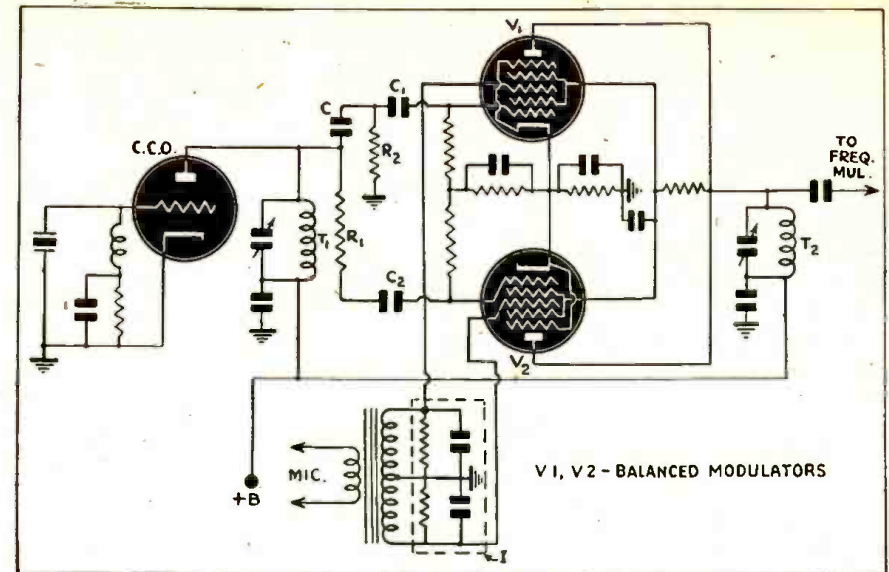 V1
C1
C
C.C.O.
R2
TO
FREQ.
MUL.
T1
R1
T2
C2
V2
MIC.
+B
I
V1, V2 - BALANCED MODULATORS